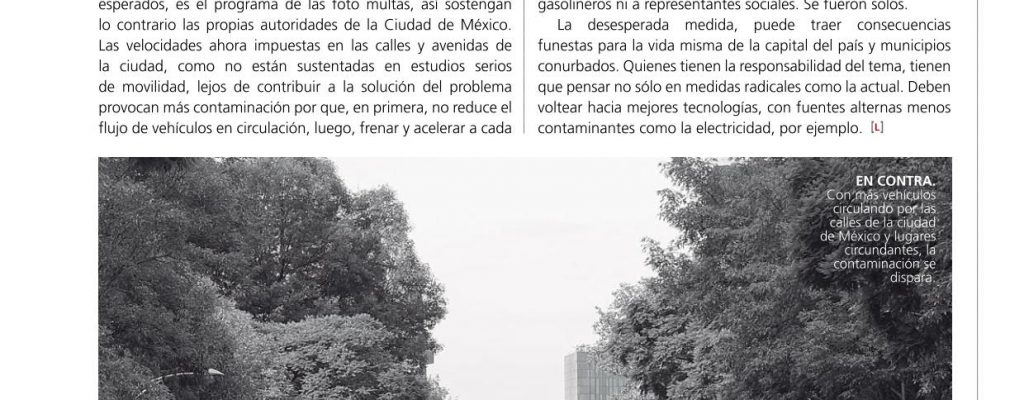 esperados, es el programa de las foto multas, así sostengan
lo contrario las propias autoridades de la Ciudad de México.
Las velocidades ahora impuestas en las calles y avenidas de
la ciudad, como no están sustentadas en estudios serios
de movilidad, lejos de contribuir a la solución del problema
provocan más contaminación por que, en primera, no reduce el
flujo de vehículos en circulación, luego, frenar y acelerar a cada
gasolineros ni a representantes sociales. Se fueron solos.
La desesperada medida, puede traer consecuencias
funestas para la vida misma de la capital del país y municipios
conurbados. Quienes tienen la responsabilidad del tema, tienen
que pensar no sólo en medidas radicales como la actual. Deben
voltear hacia mejores tecnologías, con fuentes alternas menos
contaminantes como la electricidad, por ejemplo. [L]
EN CONTRA.
Con más vehículos
circulando por las
calles de la ciudad
de México y lugares
circundantes, la
contaminación se
dispara.